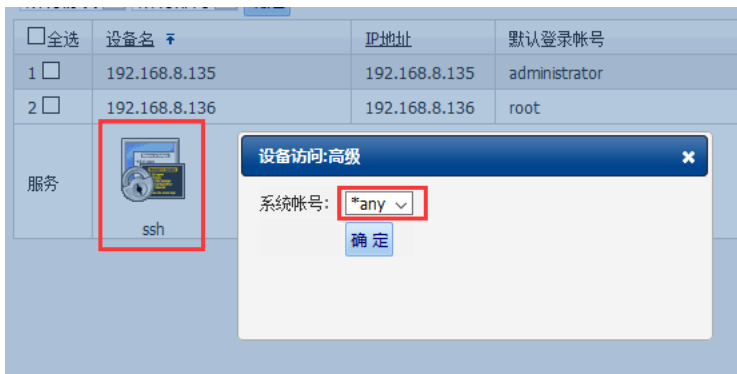 全选 设备名 IP地址 默认登录帐号
1 192.168.8.135 192.168.8.135 administrator
2 192.168.8.136 192.168.8.136 root
设备访问:高级
服务
系统帐号: *any
ssh
确 定